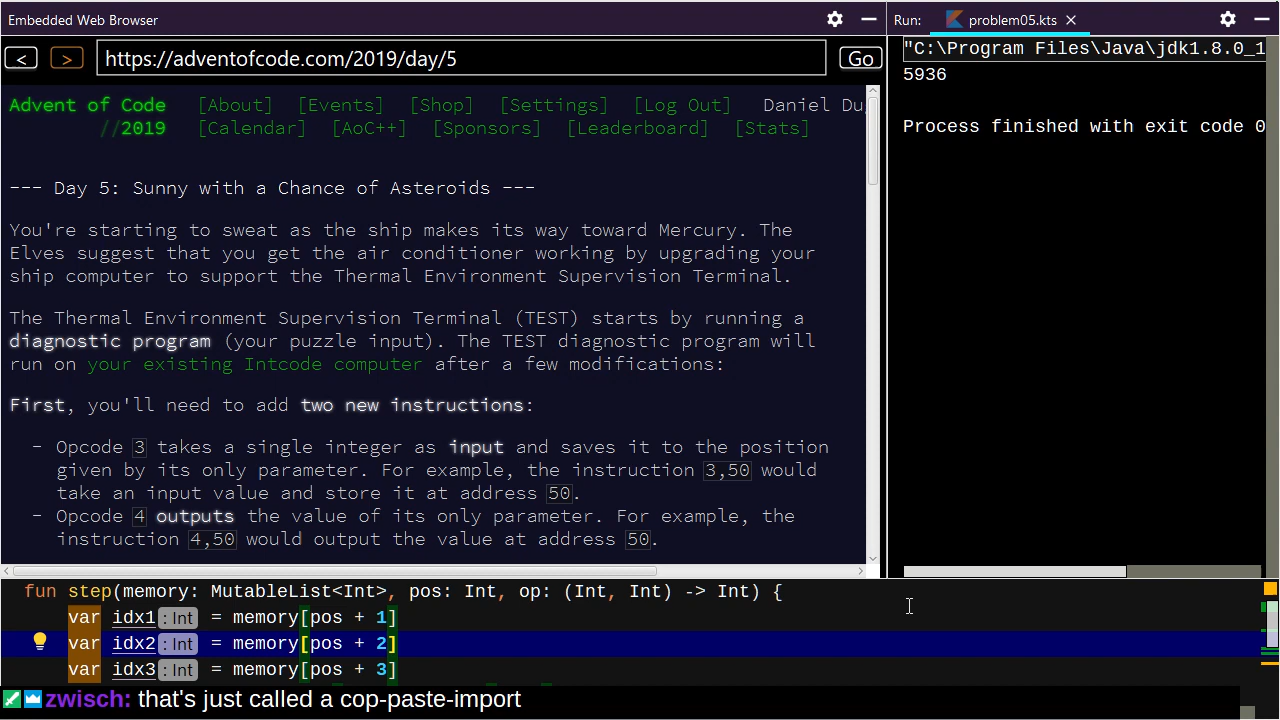 Embedded Web Browser
Run: problem05.kts
< > https://adventofcode.com/2019/day/5 Go
"C:\Program Files\Java\jdk1.8.0_1
5936
Process finished with exit code 0
Advent of Code [About] [Events] [Shop] [Settings] [Log Out] Daniel Du
//2019 [Calendar] [AoC++] [Sponsors] [Leaderboard] [Stats]
--- Day 5: Sunny with a Chance of Asteroids ---
You're starting to sweat as the ship makes its way toward Mercury. The
Elves suggest that you get the air conditioner working by upgrading your
ship computer to support the Thermal Environment Supervision Terminal.
The Thermal Environment Supervision Terminal (TEST) starts by running a
diagnostic program (your puzzle input). The TEST diagnostic program will
run on your existing Intcode computer after a few modifications:
First, you'll need to add two new instructions:
- Opcode 3 takes a single integer as input and saves it to the position
given by its only parameter. For example, the instruction 3,50 would
take an input value and store it at address 50.
- Opcode 4 outputs the value of its only parameter. For example, the
instruction 4,50 would output the value at address 50.
fun step(memory: MutableList<Int>, pos: Int, op: (Int, Int) -> Int) {
var idx1 : Int = memory[pos + 1]
var idx2 : Int = memory[pos + 2]
var idx3 : Int = memory[pos + 3]
zwisch: that's just called a cop-paste-import